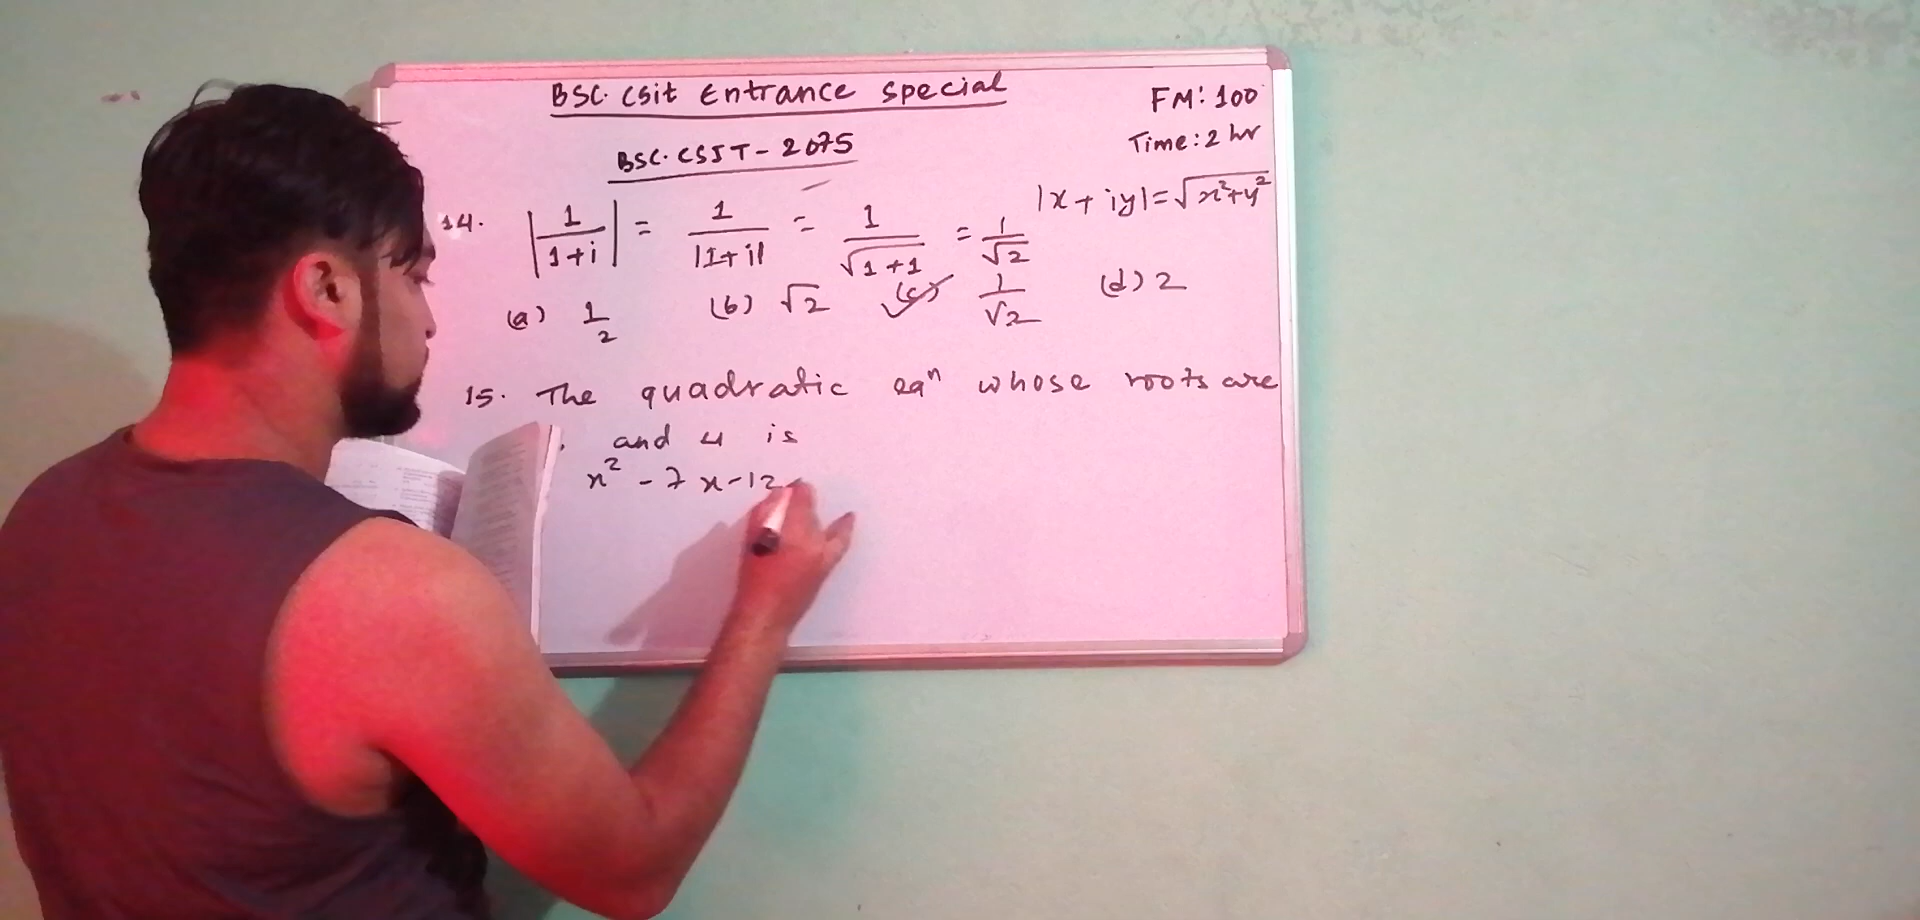 BSC. CSit Entrance Special
FM: 100
Time: 2 hr
BSC. CSIT - 2075
|x + iy| = √x²+y²
14. |1/1+i| = 1/|1+i| = 1/√1+1 = 1/√2
(a) 1/2 (b) √2 (c) 1/√2 (d) 2
15. The quadratic eqⁿ whose roots are
and 4 is
x² - 7x - 12